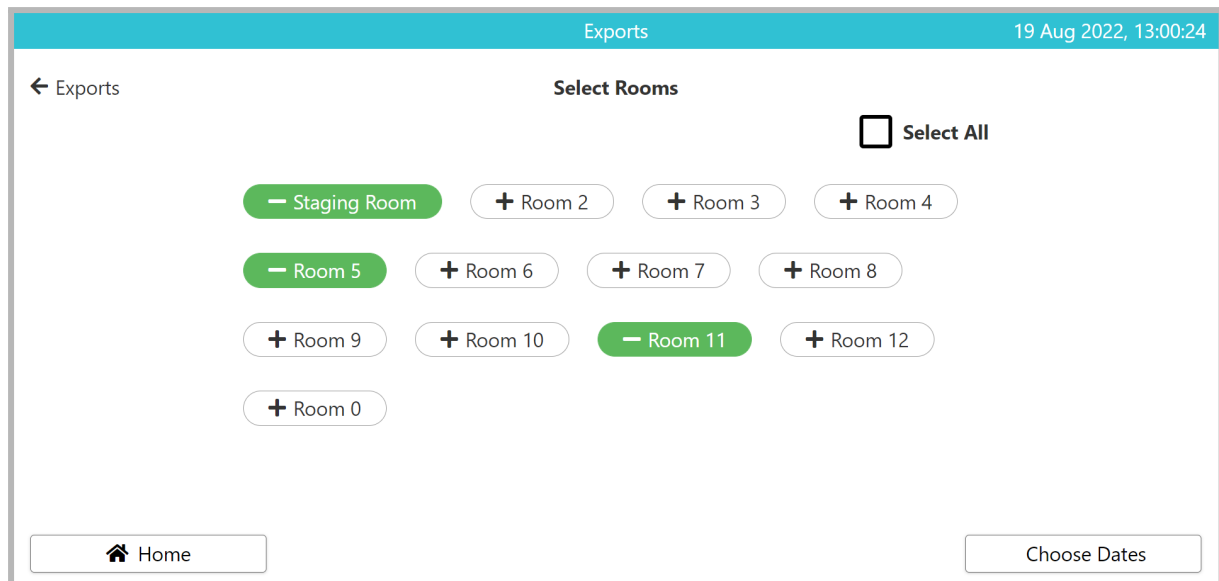 Exports 19 Aug 2022, 13:00:24
Exports Select Rooms
Select All
Staging Room Room 2 Room 3 Room 4
Room 5 Room 6 Room 7 Room 8
Room 9 Room 10 Room 11 Room 12
Room 0
Home Choose Dates